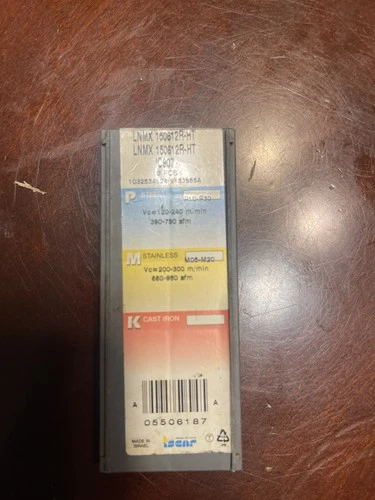 LNMX 150612R-HT
LNMX 150612R-HT
PCS
P
Vc=120-240 m/min
390-790 sfm
M STAINLESS M05-M20
Vc=200-300 m/min
660-980 sfm
K CAST IRON
A A
05506187
MADE IN
ISRAEL
iscar